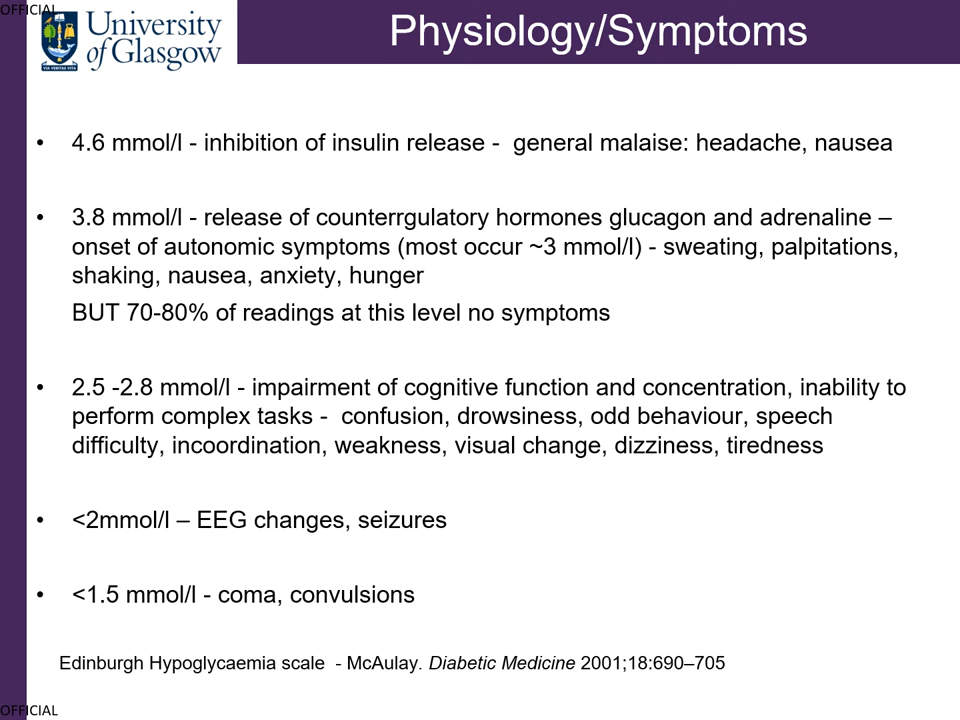 OFFICIAL
University
of Glasgow
VIA VERITAS VITA
Physiology/Symptoms
• 4.6 mmol/l - inhibition of insulin release -  general malaise: headache, nausea
• 3.8 mmol/l - release of counterrgulatory hormones glucagon and adrenaline –
onset of autonomic symptoms (most occur ~3 mmol/l) - sweating, palpitations,
shaking, nausea, anxiety, hunger
BUT 70-80% of readings at this level no symptoms
• 2.5 -2.8 mmol/l - impairment of cognitive function and concentration, inability to
perform complex tasks -  confusion, drowsiness, odd behaviour, speech
difficulty, incoordination, weakness, visual change, dizziness, tiredness
• <2mmol/l – EEG changes, seizures
• <1.5 mmol/l - coma, convulsions
Edinburgh Hypoglycaemia scale  - McAulay. Diabetic Medicine 2001;18:690–705
OFFICIAL